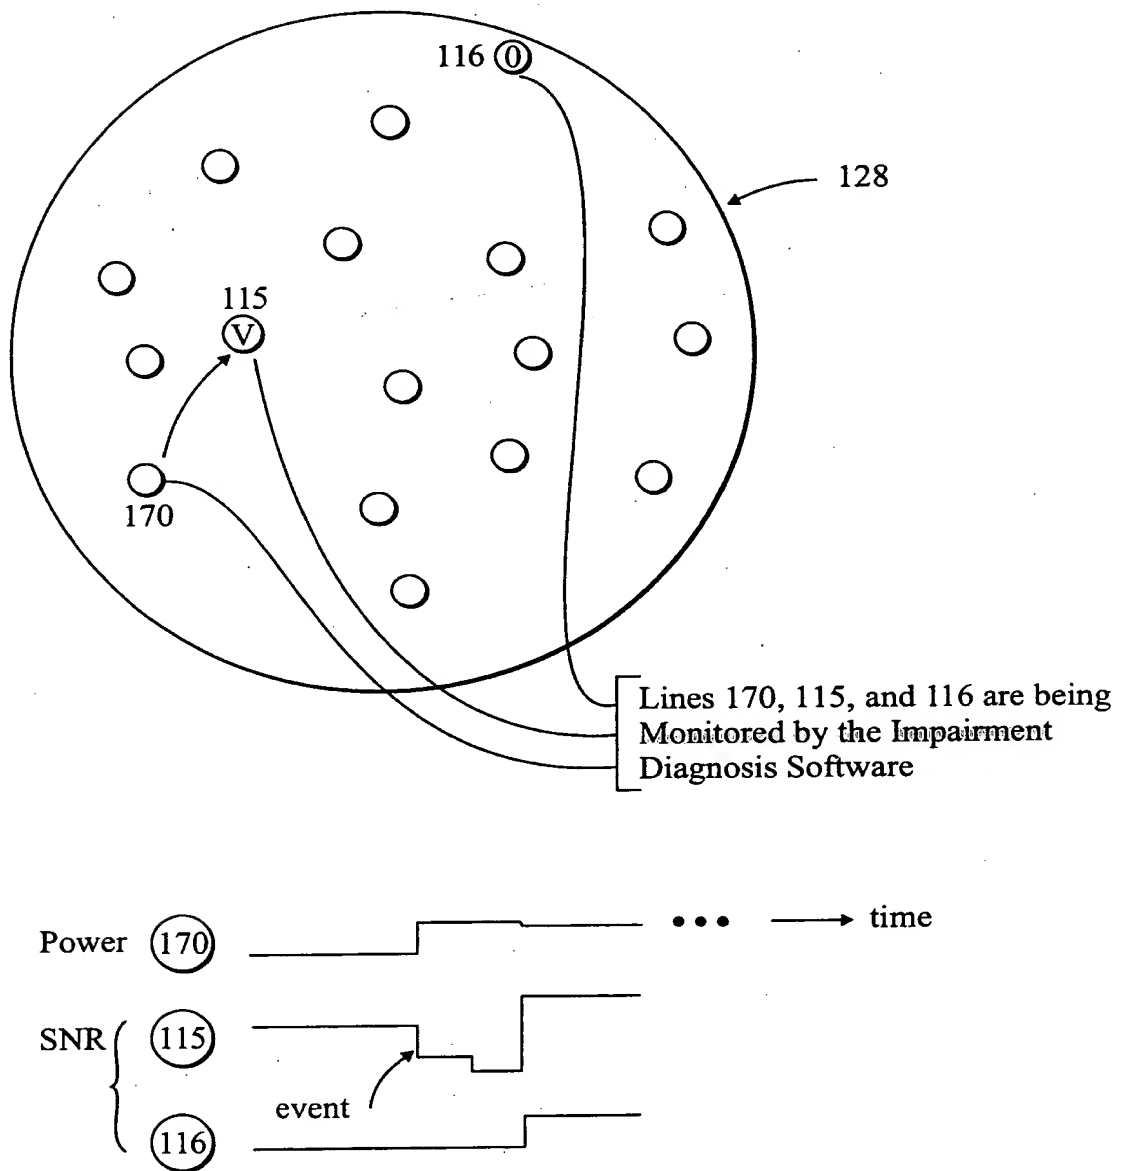 116 0
128
115
V
170
Lines 170, 115, and 116 are being
Monitored by the Impairment
Diagnosis Software
Power 170 ••• time
SNR 115
event
116